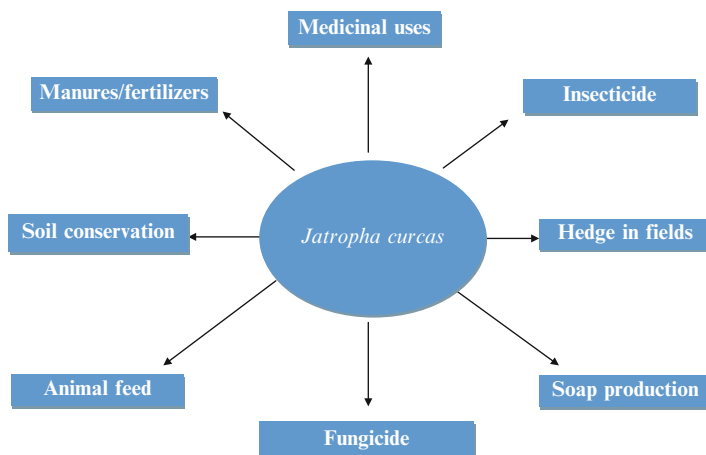 Medicinal uses
Manures/fertilizers
Insecticide
Soil conservation
Jatropha curcas
Hedge in fields
Animal feed
Soap production
Fungicide